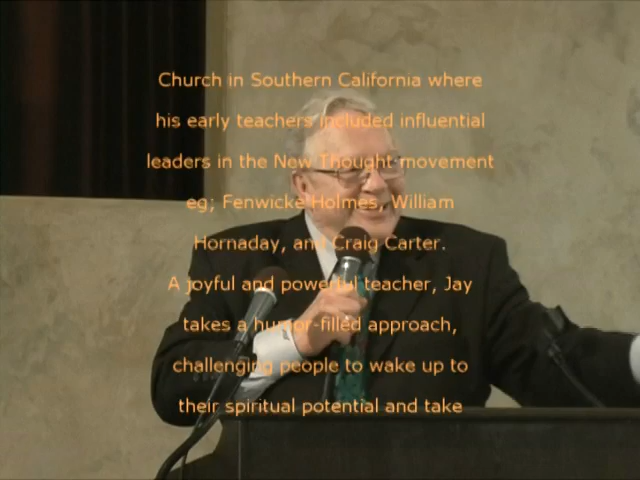 Church in Southern California where
his early teachers included influential
leaders in the New Thought movement
eg; Fenwicke Holmes, William
Hornaday, and Craig Carter.
A joyful and powerful teacher, Jay
takes a humor-filled approach,
challenging people to wake up to
their spiritual potential and take